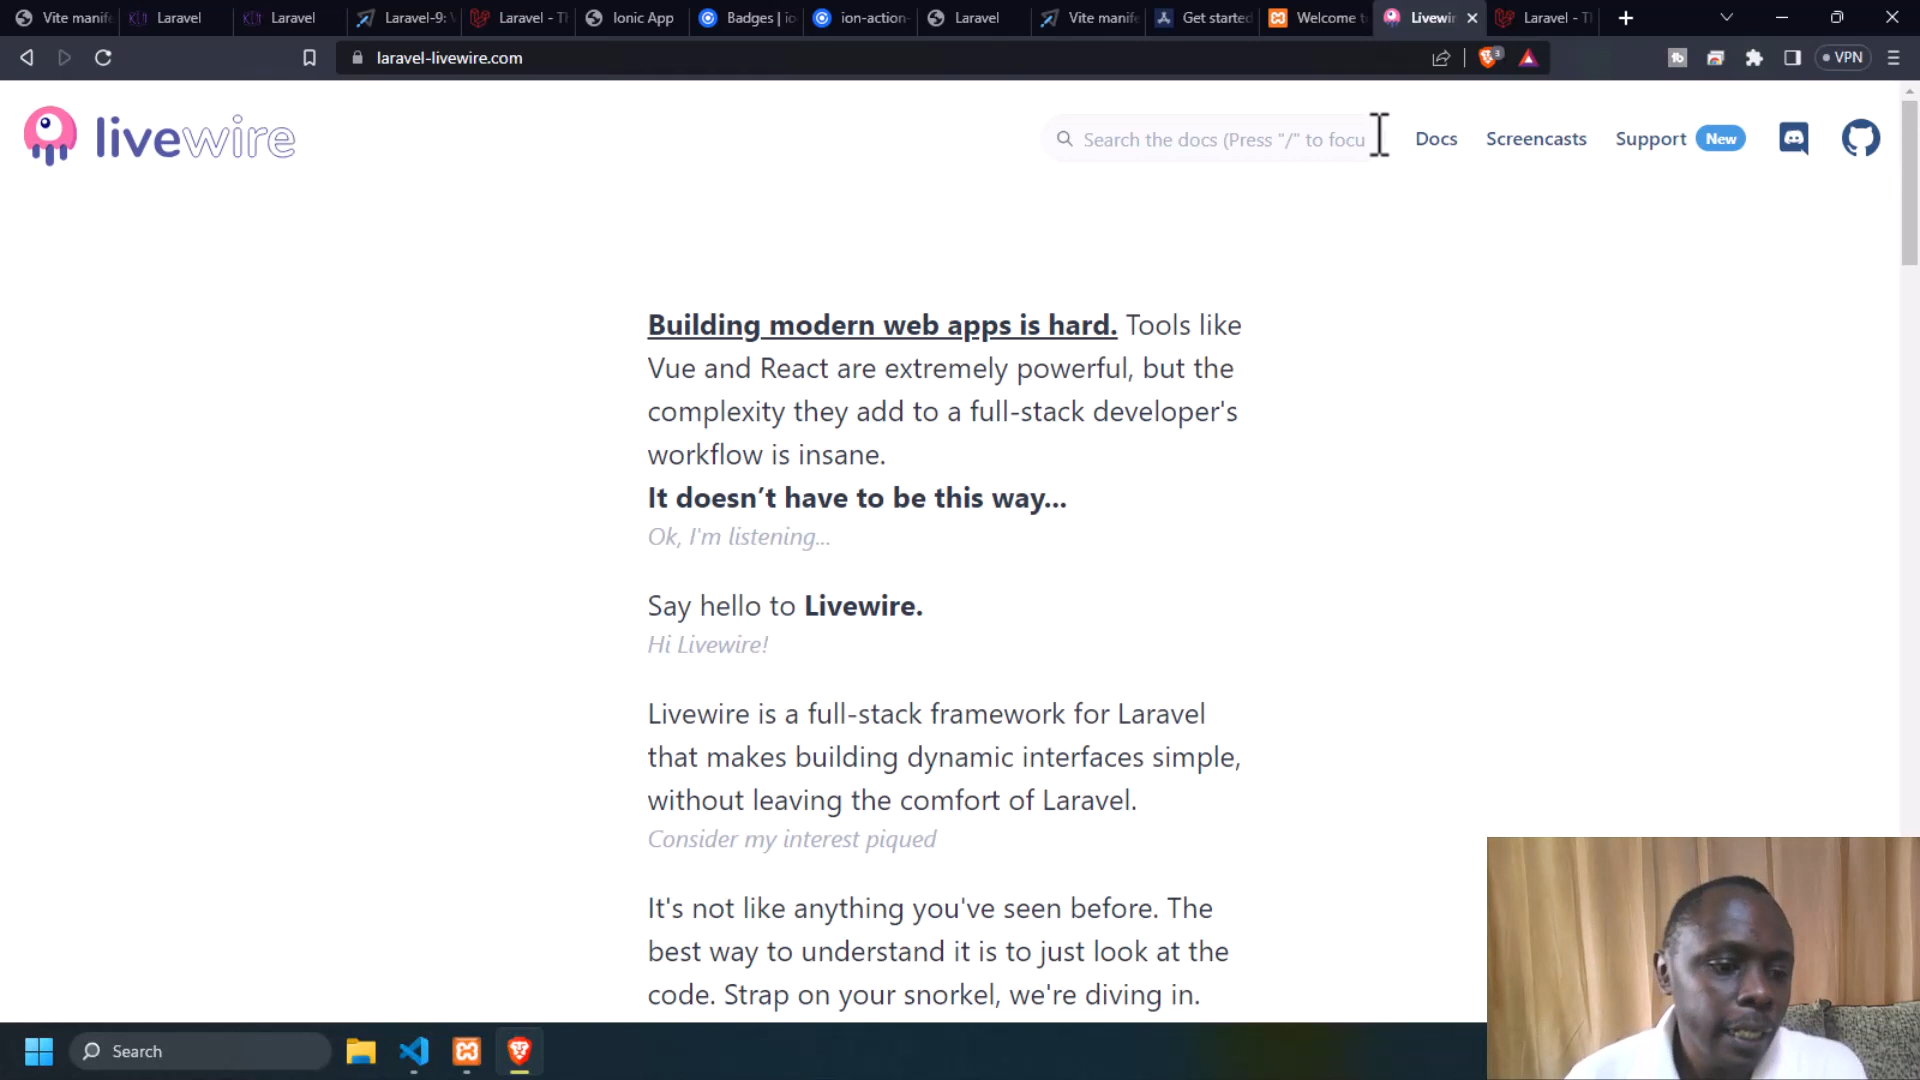 Vite manife
Laravel
Laravel
Laravel-9: V
Laravel - Th
Ionic App
Badges | io
ion-action-
Laravel
Vite manife
Get started
Welcome to
Livewir
Laravel - Th
laravel-livewire.com
3
VPN
livewire
Search the docs (Press "/" to focu
Docs
Screencasts
Support
New
Building modern web apps is hard. Tools like
Vue and React are extremely powerful, but the
complexity they add to a full-stack developer's
workflow is insane.
It doesn't have to be this way...
Ok, I'm listening...
Say hello to Livewire.
Hi Livewire!
Livewire is a full-stack framework for Laravel
that makes building dynamic interfaces simple,
without leaving the comfort of Laravel.
Consider my interest piqued
It's not like anything you've seen before. The
best way to understand it is to just look at the
code. Strap on your snorkel, we're diving in.
Search